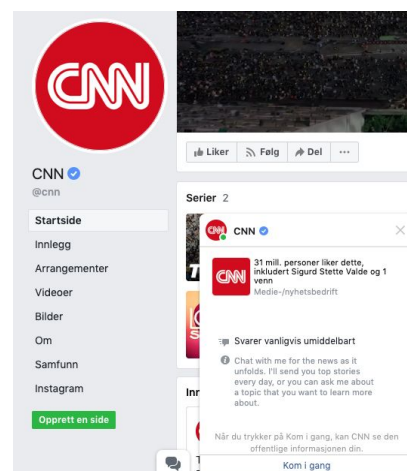 CNN
CNN
@cnn
Startside
Innlegg
Arrangementer
Videoer
Bilder
Om
Samfunn
Instagram
Opprett en side
Liker
Følg
Del
Serier 2
CNN
CNN
CNN
31 mill. personer liker dette,
inkludert Sigurd Stette Valde og 1
venn
Medie-/nyhetsbedrift
Svarer vanligvis umiddelbart
Chat with me for the news as it
unfolds. I'll send you top stories
every day, or you can ask me about
a topic that you want to learn more
about.
Når du trykker på Kom i gang, kan CNN se den
offentlige informasjonen din.
Kom i gang